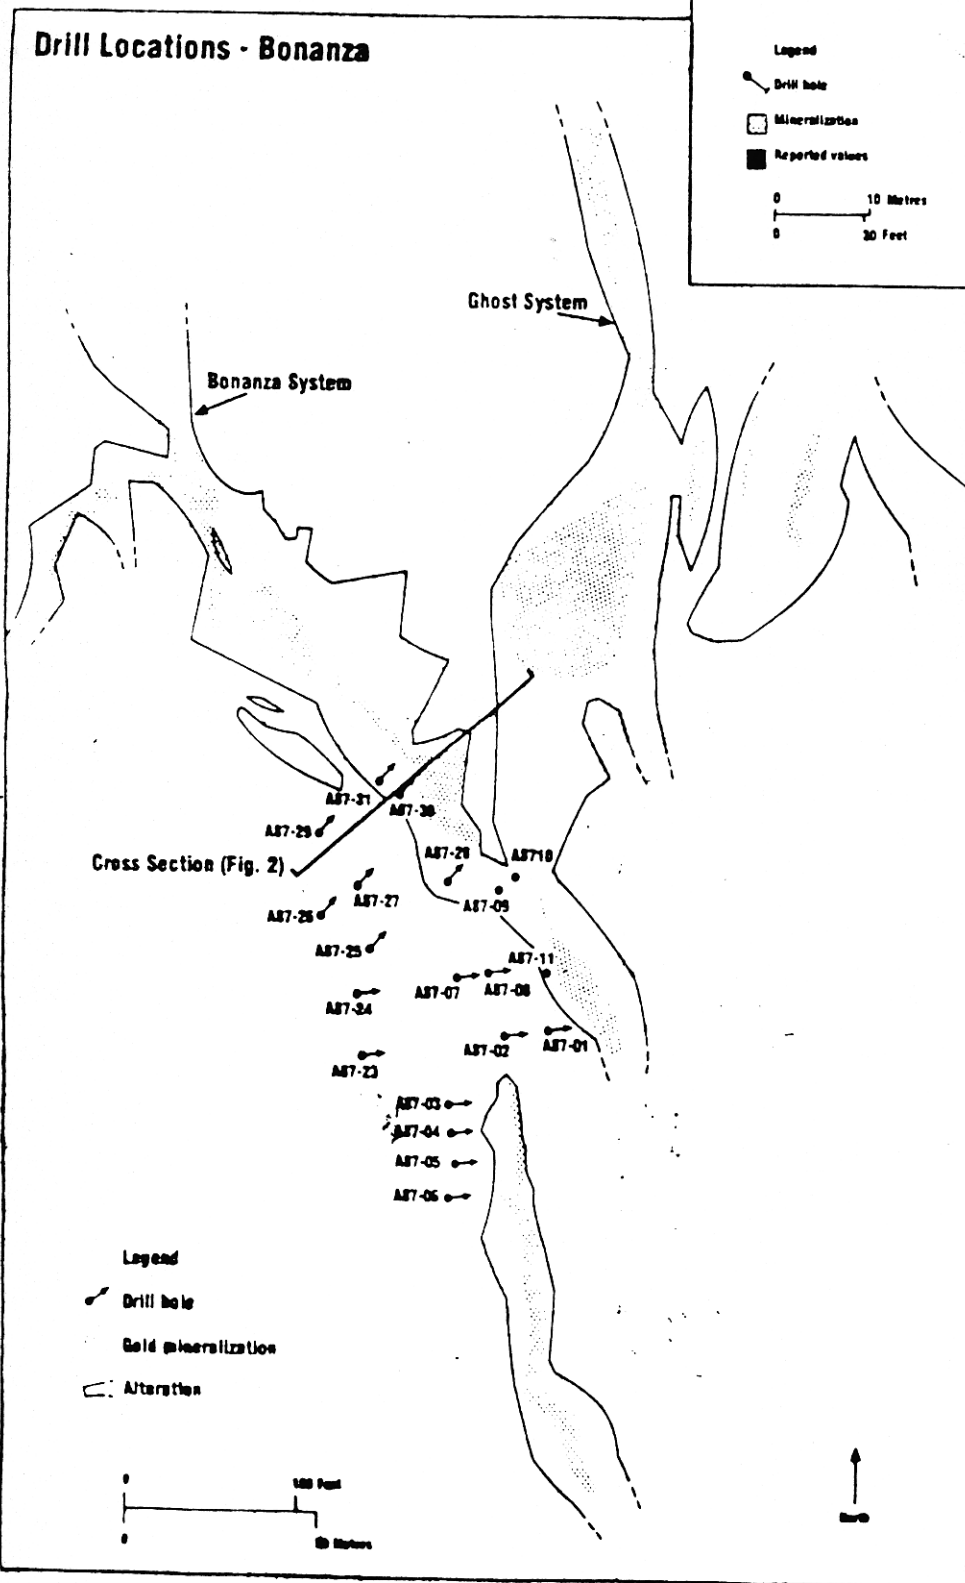 Drill Locations - Bonanza
Legend
Drill hole
Mineralization
Reported values
0 10 Metres
0 30 Feet
Ghost System
Bonanza System
A87-31
A87-30
A87-29
Cross Section (Fig. 2)
A87-28
A8710
A87-27
A87-09
A87-26
A87-25
A87-11
A87-07
A87-08
A87-24
A87-02
A87-01
A87-23
A87-03
A87-04
A87-05
A87-06
Legend
Drill hole
Gold mineralization
Alteration
0 100 Feet
0 Metres
North